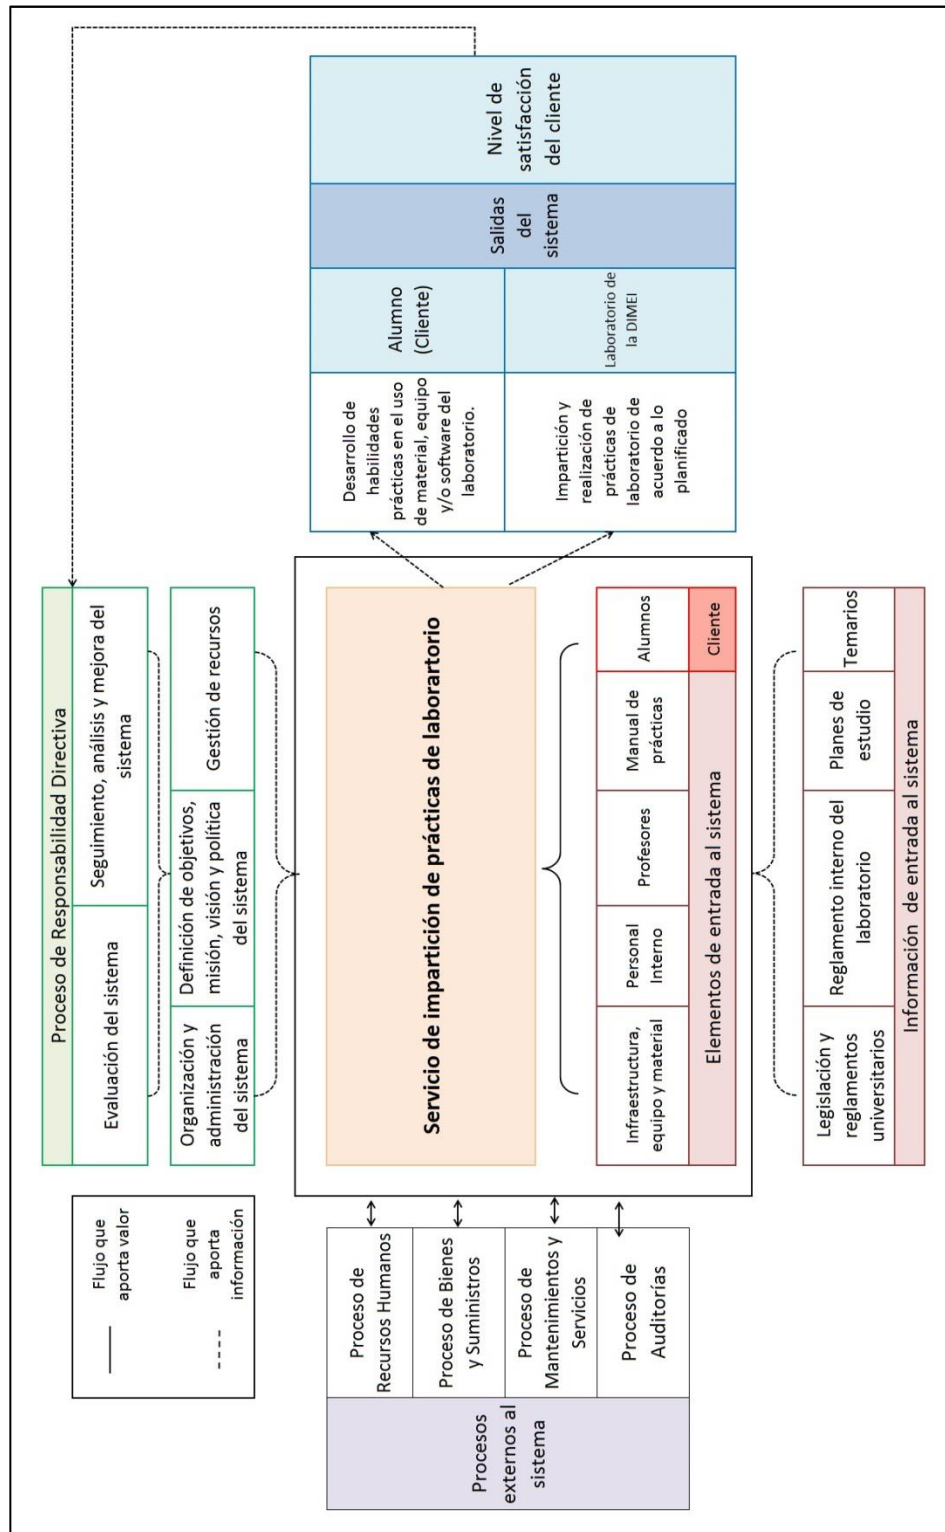 Flujo que
aporta valor
Flujo que
aporta
información
Proceso de Responsabilidad Directiva
Evaluación del sistema
Seguimiento, análisis y mejora del
sistema
Organización y
administración
del sistema
Definición de objetivos,
misión, visión y política
del sistema
Gestión de recursos
Procesos
externos al
sistema
Proceso de
Recursos Humanos
Proceso de Bienes
y Suministros
Proceso de
Mantenimientos y
Servicios
Proceso de
Auditorías
Servicio de impartición de prácticas de laborartorio
Infraestructura,
equipo y material
Personal
Interno
Profesores
Manual de
prácticas
Alumnos
Elementos de entrada al sistema
Cliente
Legislación y
reglamentos
universitarios
Reglamento interno del
laboratorio
Planes de
estudio
Temarios
Información de entrada al sistema
Desarrollo de
habilidades
prácticas en el uso
de material, equipo
y/o software del
laboratorio.
Alumno
(Cliente)
Impartición y
realización de
prácticas de
laboratorio de
acuerdo a lo
planificado
Laboratorio de
la DIMEI
Salidas
del
sistema
Nivel de
satisfacción
del cliente